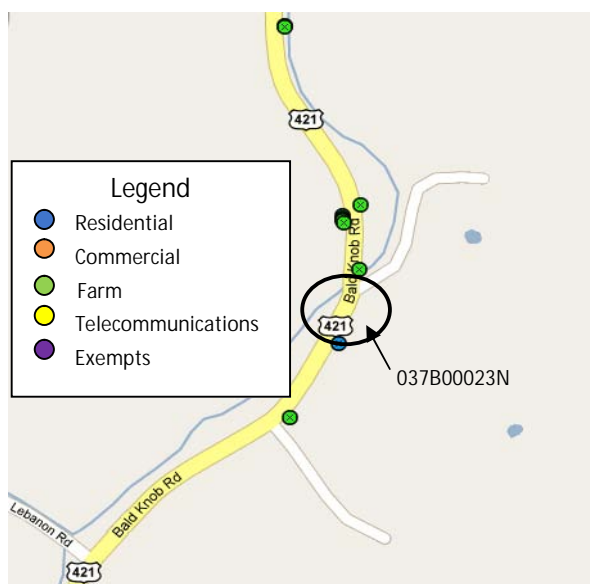 421
Legend
Residential
Commercial
Farm
Telecommunications
Exempts
Bald Knob Rd
421
037B00023N
Bald Knob Rd
Lebanon Rd
421